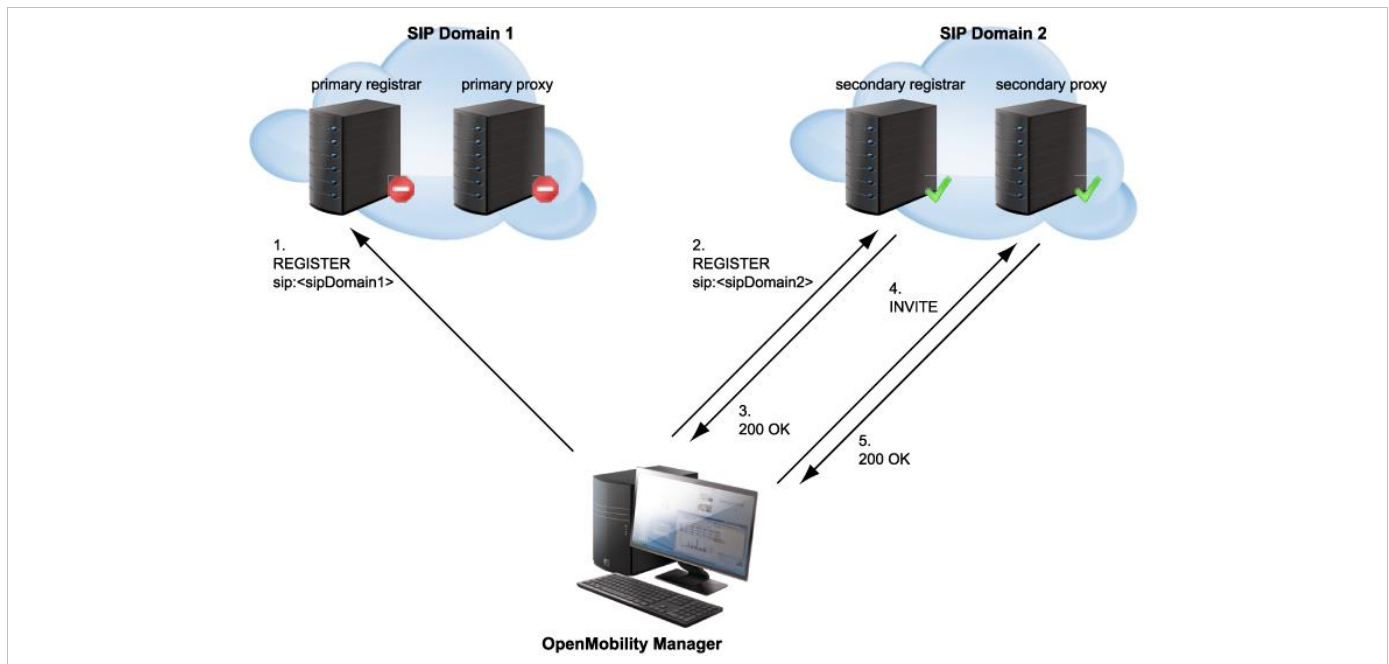 SIP Domain 1
SIP Domain 2
primary registrar
primary proxy
secondary registrar
secondary proxy
1.
REGISTER
sip:<sipDomain1>
2.
REGISTER
sip:<sipDomain2>
4.
INVITE
3.
200 OK
5.
200 OK
OpenMobility Manager